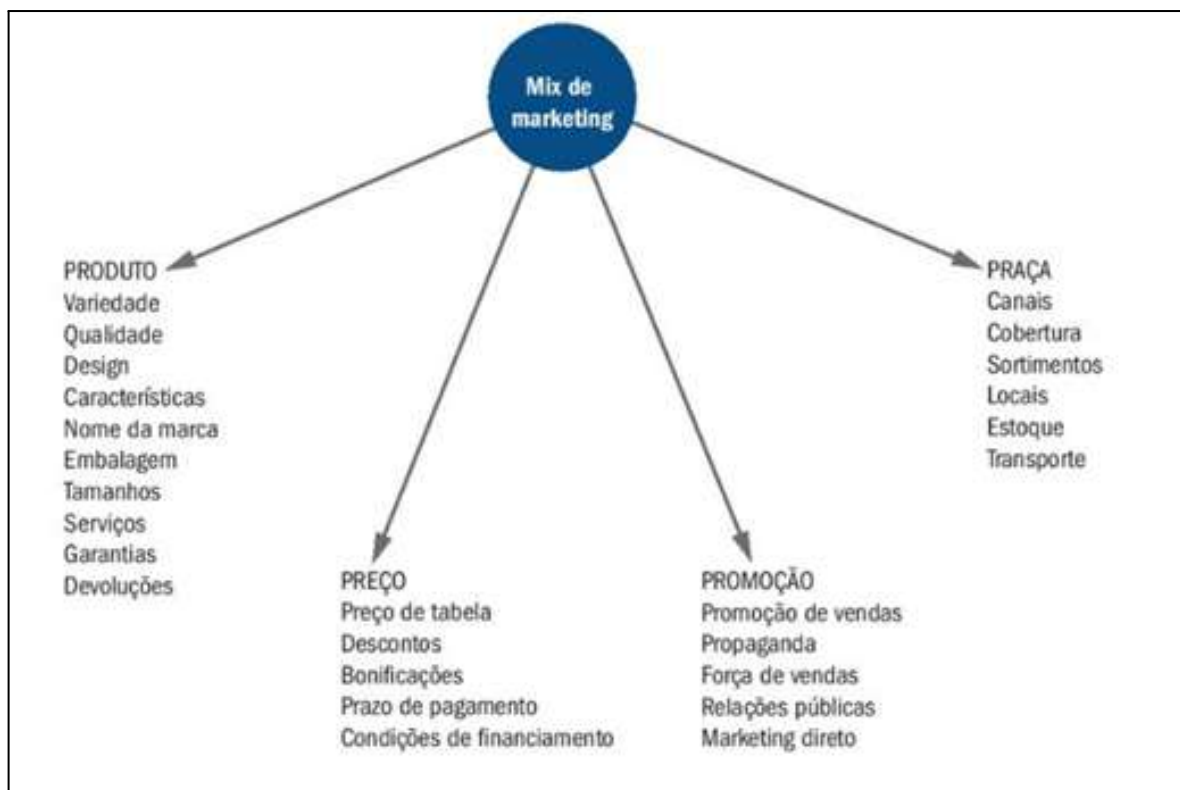 Mix de
marketing
PRODUTO
Variedade
Qualidade
Design
Características
Nome da marca
Embalagem
Tamanhos
Serviços
Garantias
Devoluções
PREÇO
Preço de tabela
Descontos
Bonificações
Prazo de pagamento
Condições de financiamento
PROMOÇÃO
Promoção de vendas
Propaganda
Força de vendas
Relações públicas
Marketing direto
PRAÇA
Canais
Cobertura
Sortimentos
Locais
Estoque
Transporte